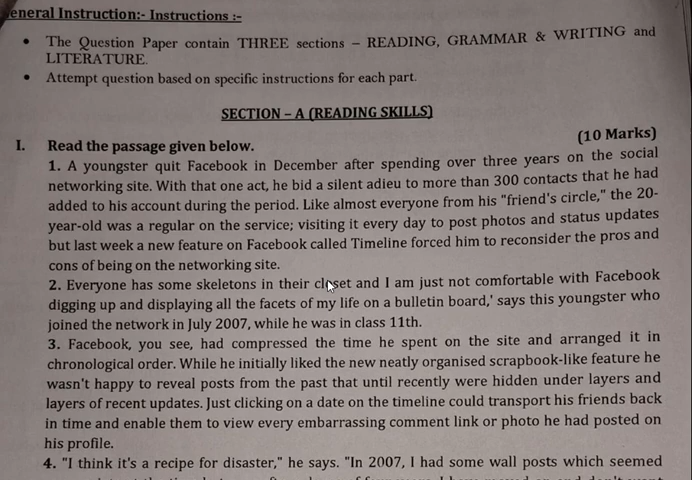 eneral Instruction:- Instructions :-
• The Question Paper contain THREE sections – READING, GRAMMAR & WRITING and
LITERATURE.
• Attempt question based on specific instructions for each part.
SECTION – A (READING SKILLS)
I. Read the passage given below. (10 Marks)
1. A youngster quit Facebook in December after spending over three years on the social
networking site. With that one act, he bid a silent adieu to more than 300 contacts that he had
added to his account during the period. Like almost everyone from his "friend's circle," the 20-
year-old was a regular on the service; visiting it every day to post photos and status updates
but last week a new feature on Facebook called Timeline forced him to reconsider the pros and
cons of being on the networking site.
2. Everyone has some skeletons in their closet and I am just not comfortable with Facebook
digging up and displaying all the facets of my life on a bulletin board,' says this youngster who
joined the network in July 2007, while he was in class 11th.
3. Facebook, you see, had compressed the time he spent on the site and arranged it in
chronological order. While he initially liked the new neatly organised scrapbook-like feature he
wasn't happy to reveal posts from the past that until recently were hidden under layers and
layers of recent updates. Just clicking on a date on the timeline could transport his friends back
in time and enable them to view every embarrassing comment link or photo he had posted on
his profile.
4. "I think it's a recipe for disaster," he says. "In 2007, I had some wall posts which seemed